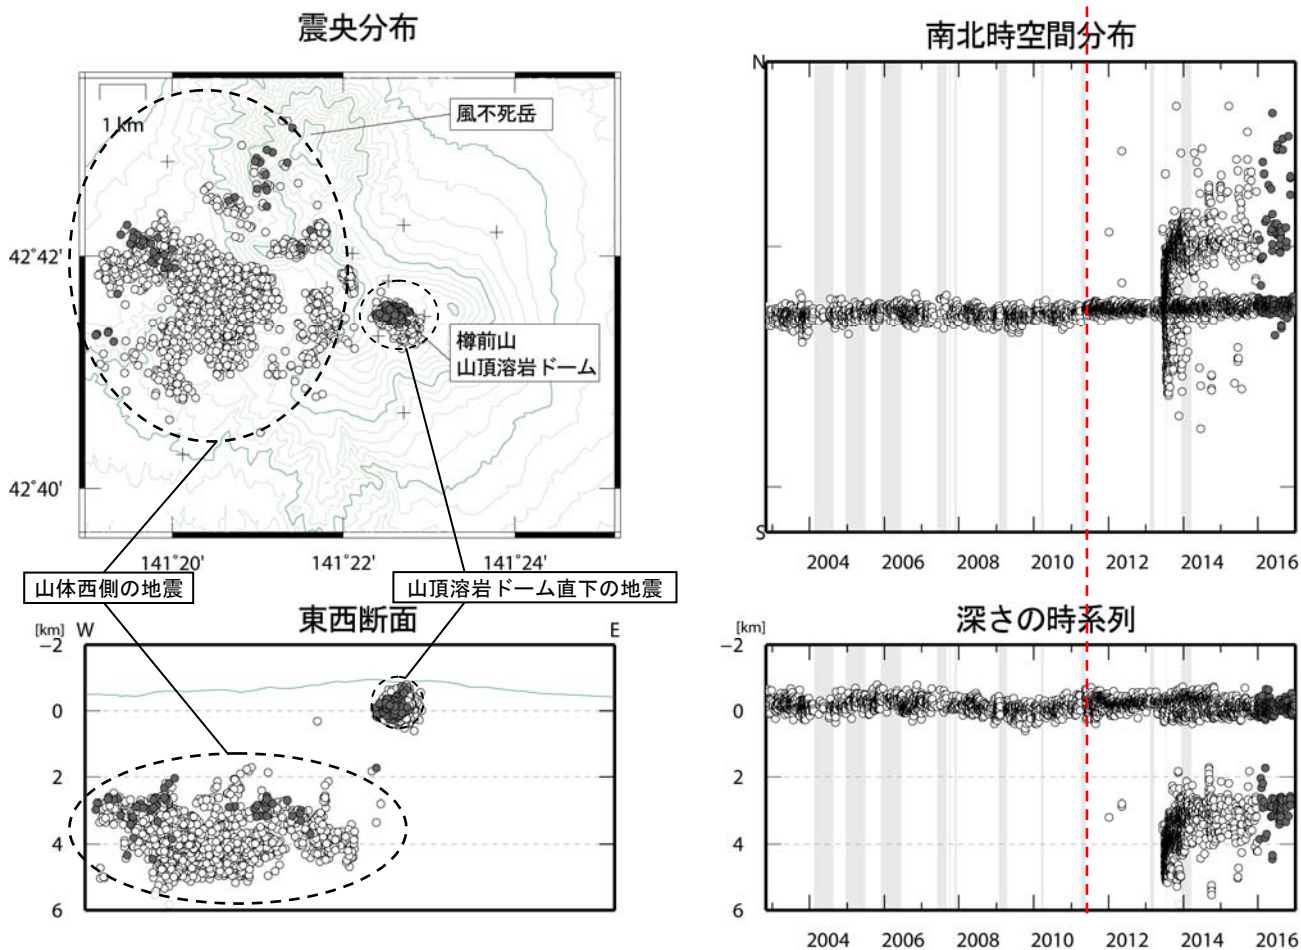 震央分布
1 km
風不死岳
42˚42'
樽前山
山頂溶岩ドーム
42˚40'
141˚20'
141˚22'
141˚24'
山体西側の地震
山頂溶岩ドーム直下の地震
東西断面
[km]
W
E
−2
0
2
4
6
南北時空間分布
N
S
2004
2006
2008
2010
2012
2014
2016
深さの時系列
[km]
−2
0
2
4
6
2004
2006
2008
2010
2012
2014
2016